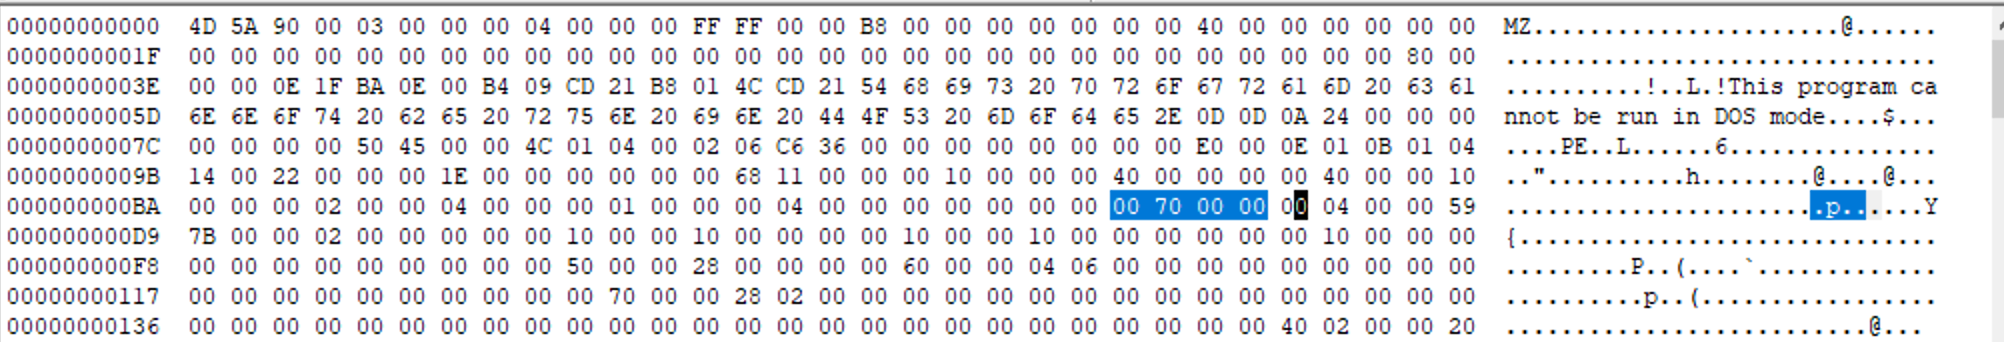 00000000000 4D 5A 90 00 03 00 00 00 04 00 00 00 FF FF 00 00 B8 00 00 00 00 00 00 00 40 00 00 00 00 00 00 MZ......................@......
0000000001F 00 00 00 00 00 00 00 00 00 00 00 00 00 00 00 00 00 00 00 00 00 00 00 00 00 00 00 00 00 80 00 ...............................
0000000003E 00 00 0E 1F BA 0E 00 B4 09 CD 21 B8 01 4C CD 21 54 68 69 73 20 70 72 6F 67 72 61 6D 20 63 61 ..........!..L.!This program ca
0000000005D 6E 6E 6F 74 20 62 65 20 72 75 6E 20 69 6E 20 44 4F 53 20 6D 6F 64 65 2E 0D 0D 0A 24 00 00 00 nnot be run in DOS mode....$...
0000000007C 00 00 00 00 50 45 00 00 4C 01 04 00 02 06 C6 36 00 00 00 00 00 00 00 00 E0 00 0E 01 0B 01 04 ....PE..L......6...............
0000000009B 14 00 22 00 00 00 1E 00 00 00 00 00 00 68 11 00 00 00 10 00 00 00 40 00 00 00 00 40 00 00 10 .."..........h........@....@...
000000000BA 00 00 00 02 00 00 04 00 00 00 01 00 00 00 04 00 00 00 00 00 00 00 00 70 00 00 00 04 00 00 59 .......................p......Y
000000000D9 7B 00 00 02 00 00 00 00 00 10 00 00 10 00 00 00 00 10 00 00 10 00 00 00 00 00 00 10 00 00 00 {..............................
000000000F8 00 00 00 00 00 00 00 00 00 50 00 00 28 00 00 00 00 60 00 00 04 06 00 00 00 00 00 00 00 00 00 .........P..(....`.............
00000000117 00 00 00 00 00 00 00 00 00 00 70 00 00 28 02 00 00 00 00 00 00 00 00 00 00 00 00 00 00 00 00 ..........p..(.................
00000000136 00 00 00 00 00 00 00 00 00 00 00 00 00 00 00 00 00 00 00 00 00 00 00 00 00 00 40 02 00 00 20 ..........................@...